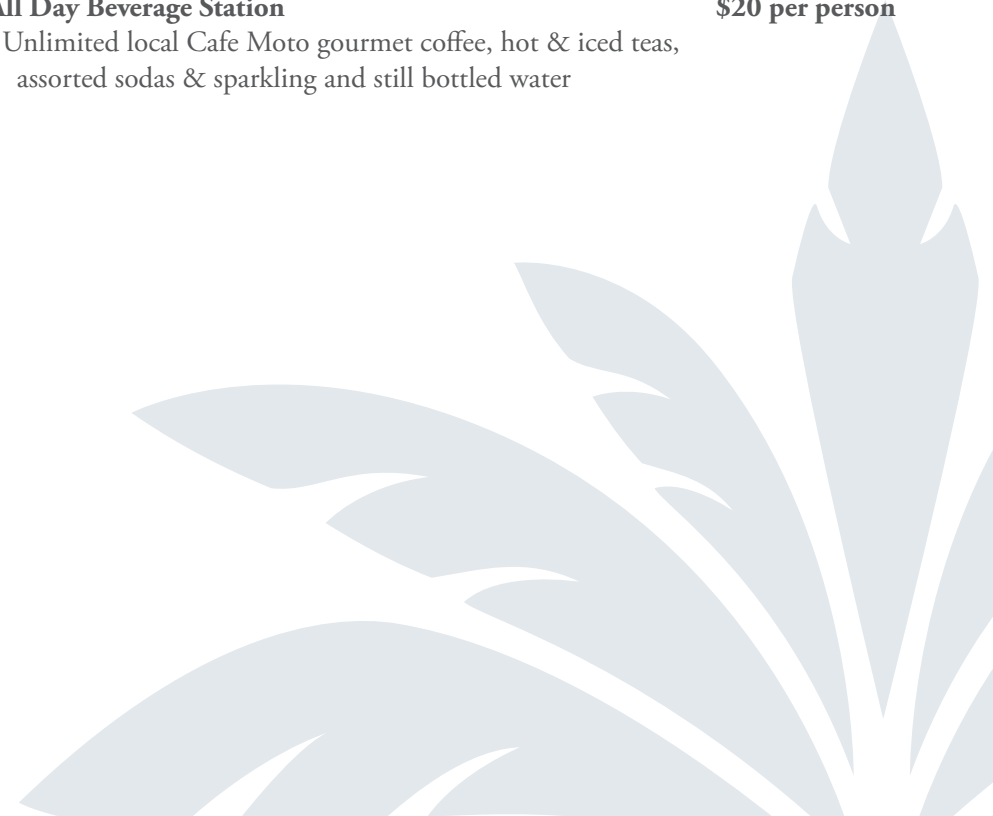 All Day Beverage Station $20 per person
Unlimited local Cafe Moto gourmet coffee, hot & iced teas,
assorted sodas & sparkling and still bottled water